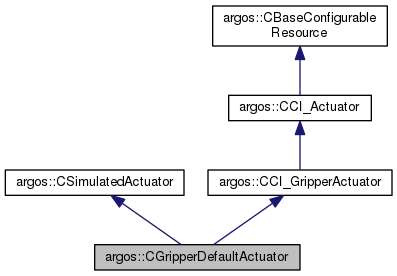 argos::CBaseConfigurable
Resource
argos::CCI_Actuator
argos::CSimulatedActuator
argos::CCI_GripperActuator
argos::CGripperDefaultActuator